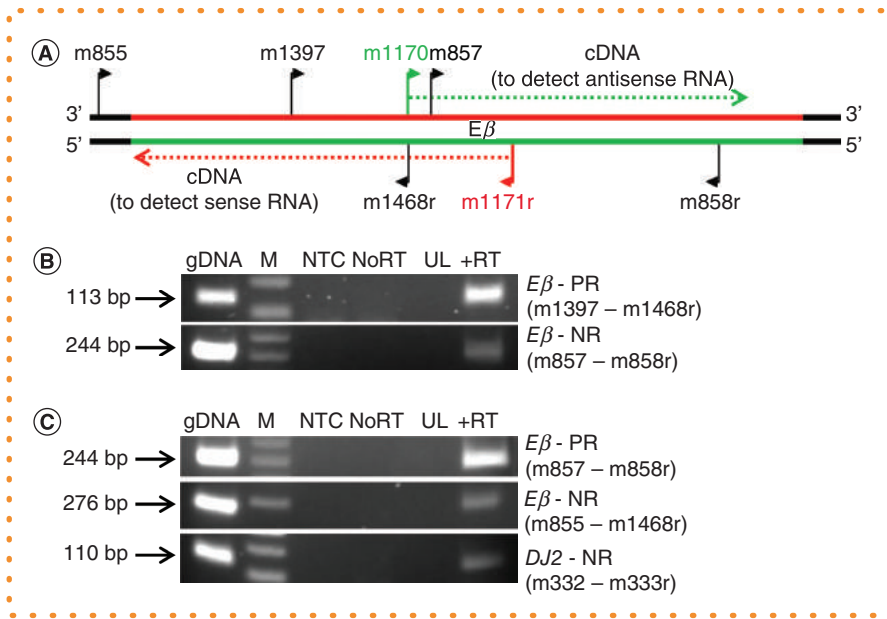 A
m855 m1397 m1170 m857 cDNA
(to detect antisense RNA)
3’ 3’
Eβ
5’ 5’
cDNA
(to detect sense RNA) m1468r m1171r m858r
B
gDNA M NTC NoRT UL +RT
113 bp Eβ - PR
(m1397 – m1468r)
244 bp Eβ - NR
(m857 – m858r)
C
gDNA M NTC NoRT UL +RT
244 bp Eβ - PR
(m857 – m858r)
276 bp Eβ - NR
(m855 – m1468r)
110 bp DJ2 - NR
(m332 – m333r)